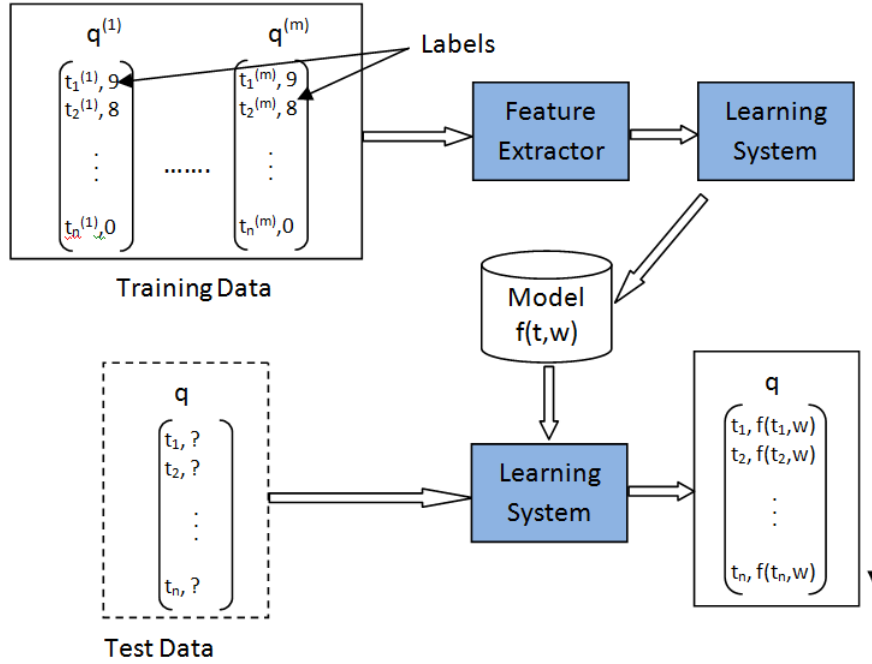 q(1) q(m) Labels
t1(1), 9 t1(m), 9
t2(1), 8 t2(m), 8
⋮ ....... ⋮
tn(1),0 tn(m),0
Training Data
Feature
Extractor
Learning
System
Model
f(t,w)
q
t1, ?
t2, ?
⋮
tn, ?
Test Data
Learning
System
q
t1, f(t1,w)
t2, f(t2,w)
⋮
tn, f(tn,w)